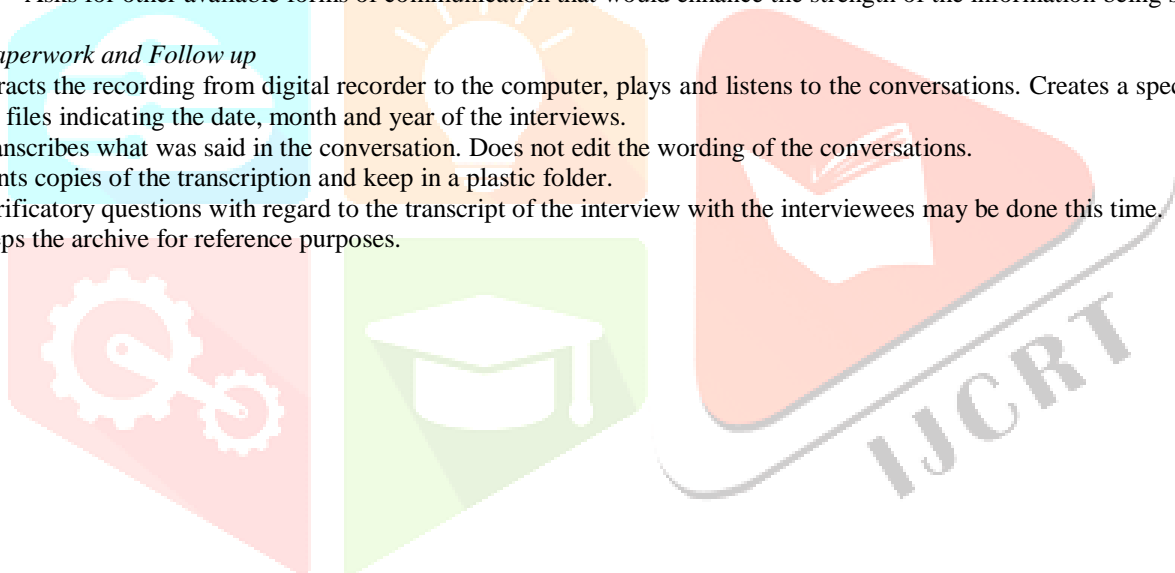 Asks for other available forms of communication that would enhance the strength of the information being s
aperwork and Follow up
racts the recording from digital recorder to the computer, plays and listens to the conversations. Creates a spec
files indicating the date, month and year of the interviews.
anscribes what was said in the conversation. Does not edit the wording of the conversations.
nts copies of the transcription and keep in a plastic folder.
rificatory questions with regard to the transcript of the interview with the interviewees may be done this time.
ps the archive for reference purposes.
IJCRT